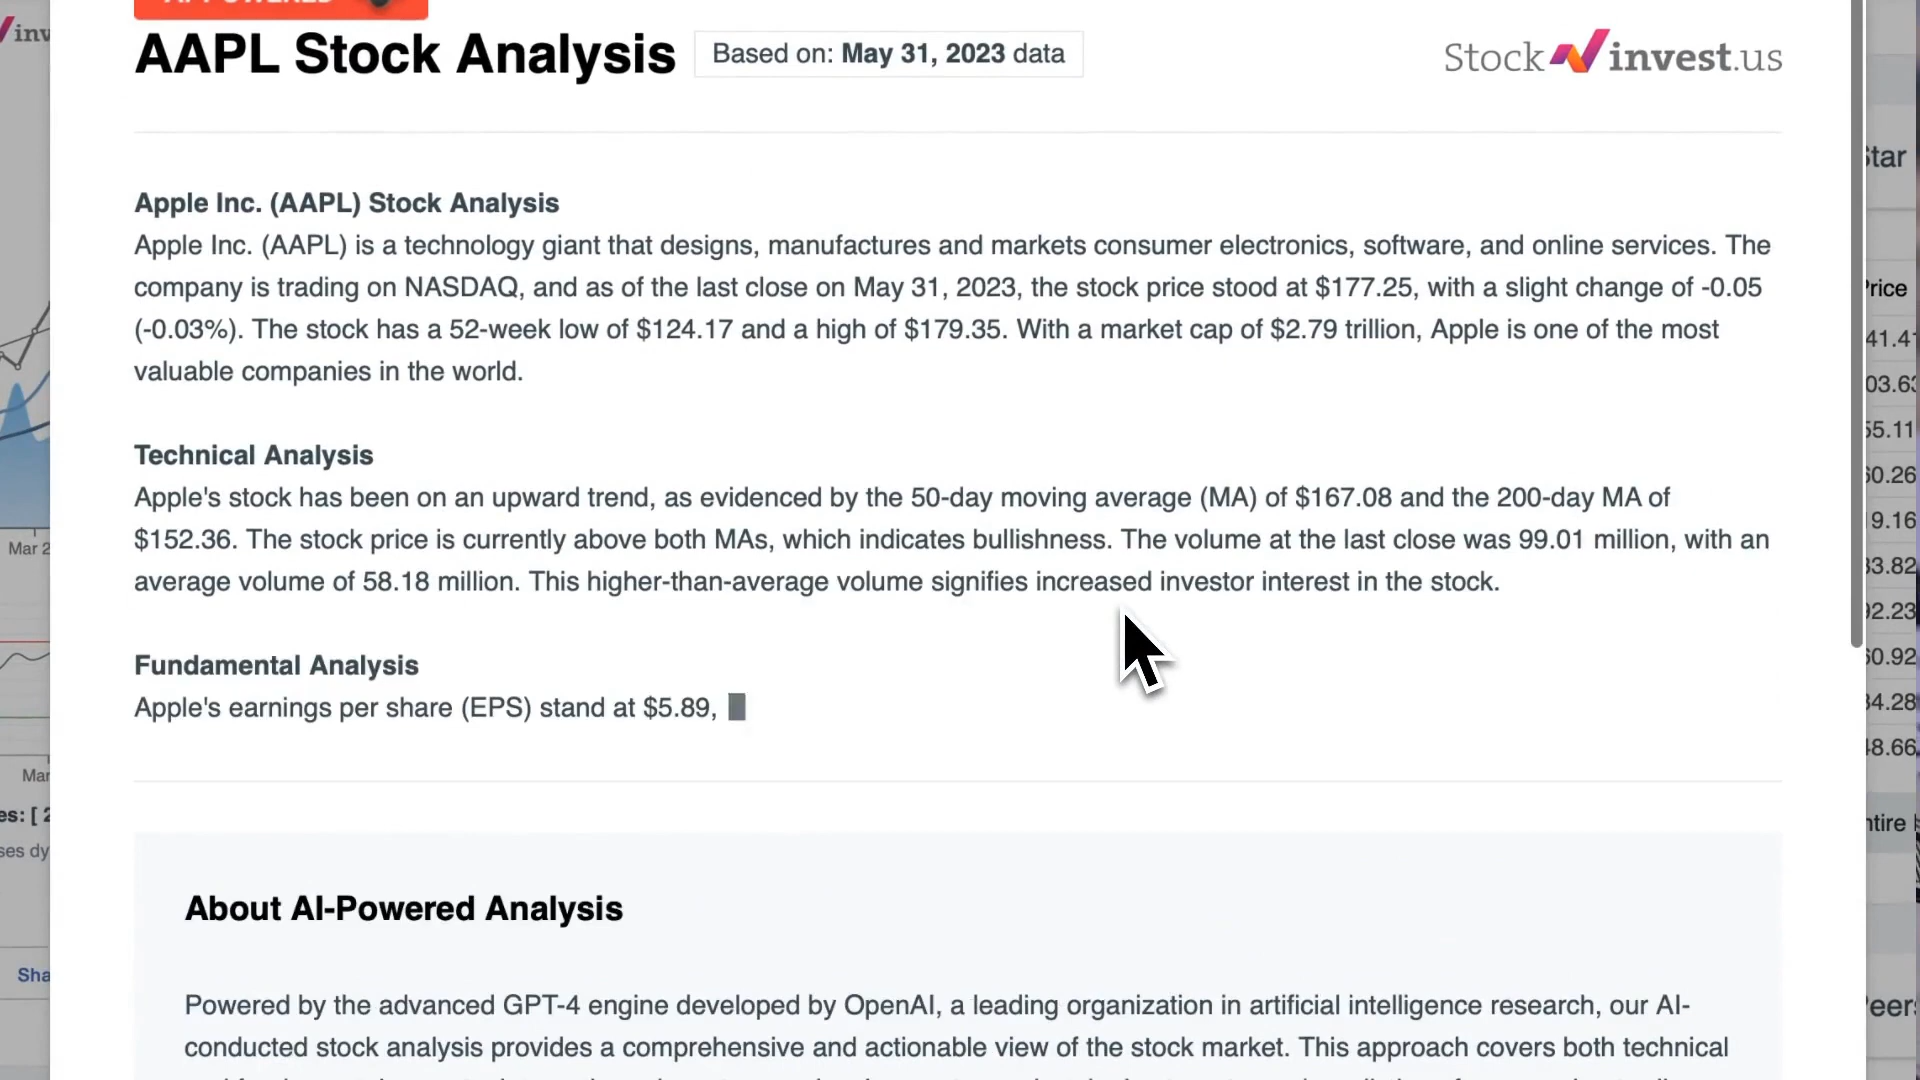 AAPL Stock Analysis
Based on: May 31, 2023 data
Stock invest.us
Apple Inc. (AAPL) Stock Analysis
Apple Inc. (AAPL) is a technology giant that designs, manufactures and markets consumer electronics, software, and online services. The
company is trading on NASDAQ, and as of the last close on May 31, 2023, the stock price stood at $177.25, with a slight change of -0.05
(-0.03%). The stock has a 52-week low of $124.17 and a high of $179.35. With a market cap of $2.79 trillion, Apple is one of the most
valuable companies in the world.
Technical Analysis
Apple's stock has been on an upward trend, as evidenced by the 50-day moving average (MA) of $167.08 and the 200-day MA of
$152.36. The stock price is currently above both MAs, which indicates bullishness. The volume at the last close was 99.01 million, with an
average volume of 58.18 million. This higher-than-average volume signifies increased investor interest in the stock.
Fundamental Analysis
Apple's earnings per share (EPS) stand at $5.89,
About AI-Powered Analysis
Powered by the advanced GPT-4 engine developed by OpenAI, a leading organization in artificial intelligence research, our AI-
conducted stock analysis provides a comprehensive and actionable view of the stock market. This approach covers both technical